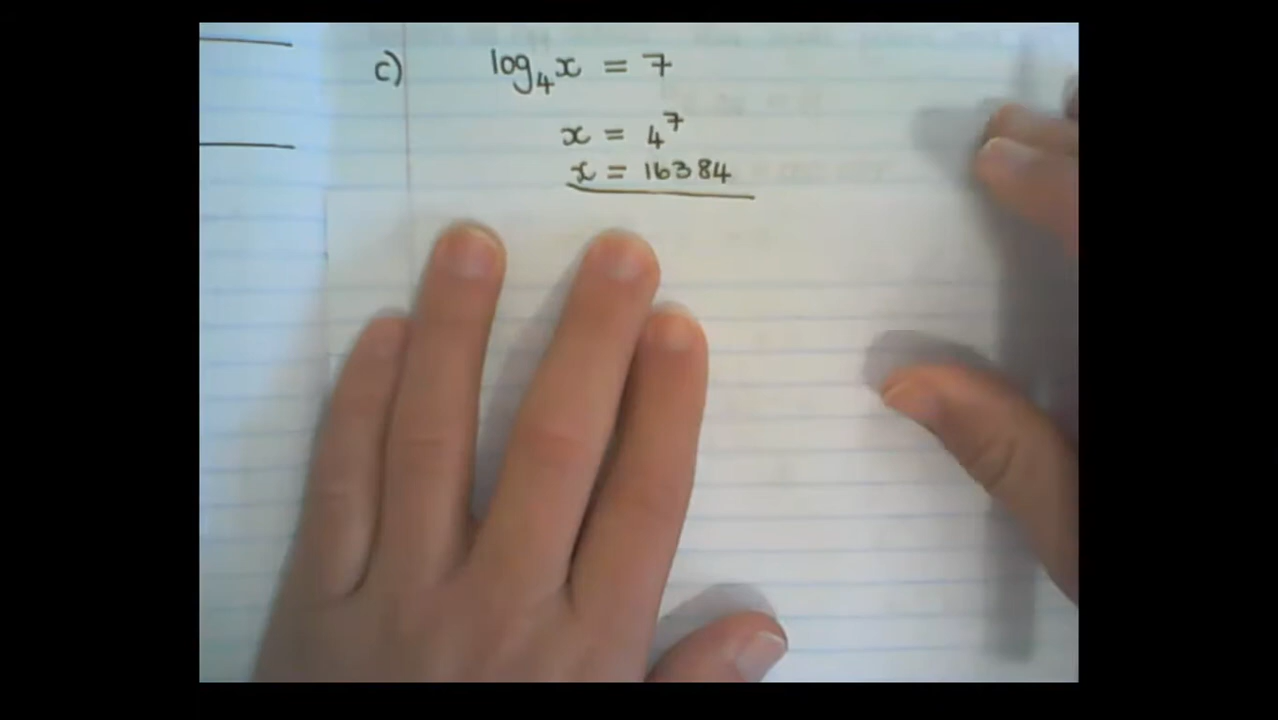 c) log₄x = 7
x = 4⁷
x = 16384